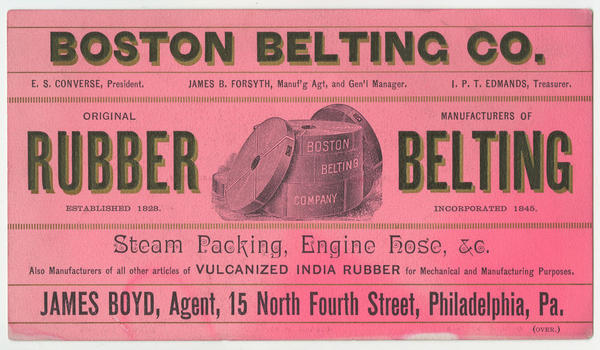 BOSTON BELTING CO.
E. S. CONVERSE, President. JAMES B. FORSYTH, Manuf'g Agt, and Gen'l Manager. I. P. T. EDMANDS, Treasurer.
ORIGINAL
RUBBER
ESTABLISHED 1828.
BOSTON
BELTING
COMPANY
MANUFACTURERS OF
BELTING
INCORPORATED 1845.
Steam Packing, Engine Hose, &c.
Also Manufacturers of all other articles of VULCANIZED INDIA RUBBER for Mechanical and Manufacturing Purposes.
JAMES BOYD, Agent, 15 North Fourth Street, Philadelphia, Pa.
(OVER.)